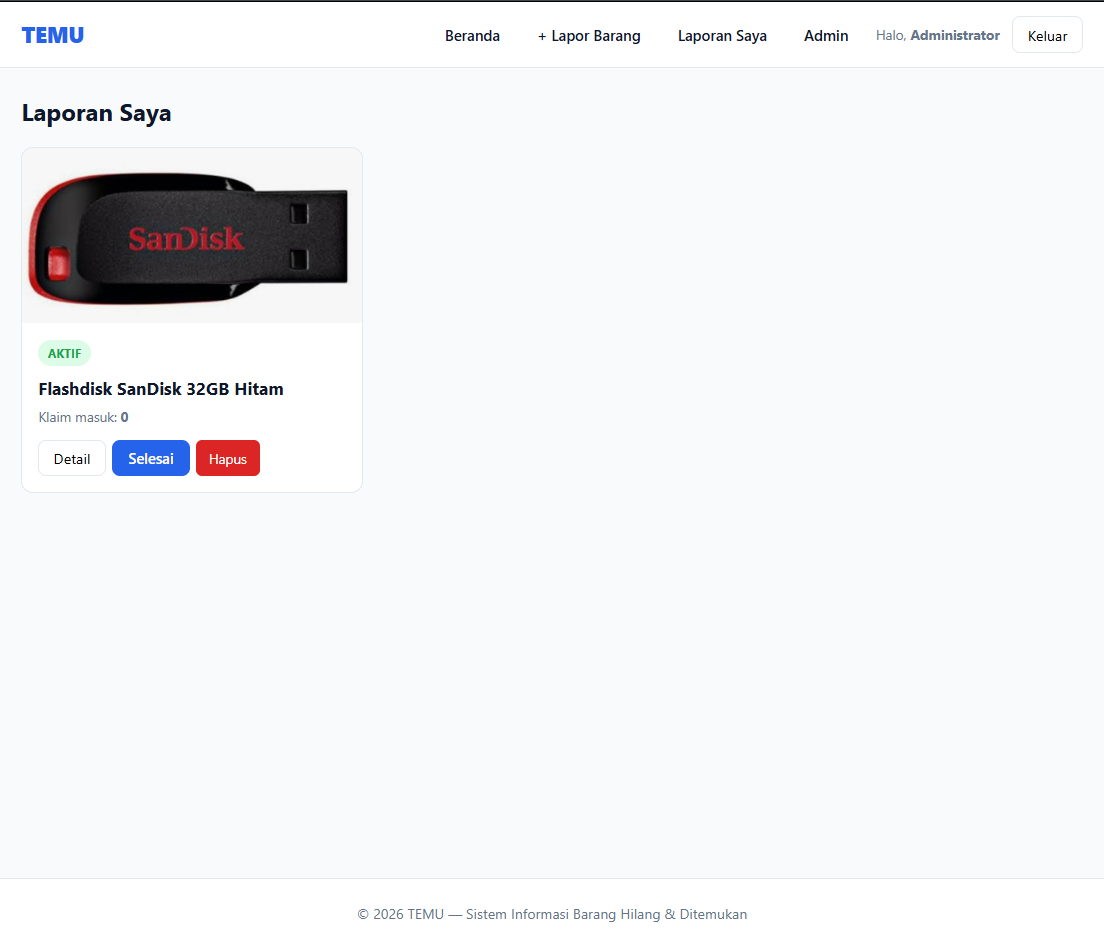 TEMU
Beranda
+ Lapor Barang
Laporan Saya
Admin
Halo, Administrator
Keluar
Laporan Saya
SanDisk
AKTIF
Flashdisk SanDisk 32GB Hitam
Klaim masuk: 0
Detail
Selesai
Hapus
© 2026 TEMU — Sistem Informasi Barang Hilang & Ditemukan